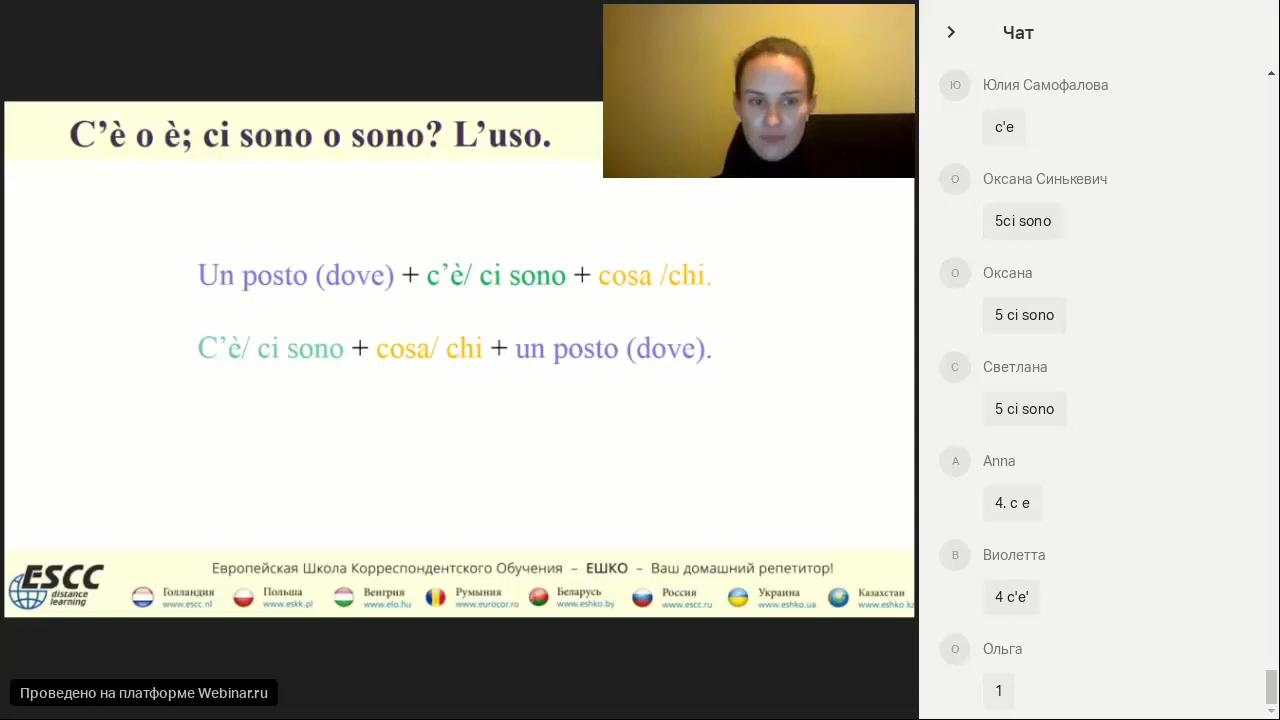 C’è o è; ci sono o sono? L’uso.
Un posto (dove) + c’è/ ci sono + cosa /chi.
C’è/ ci sono + cosa/ chi + un posto (dove).
ESCC
distance
learning
Европейская Школа Корреспондентского Обучения – ЕШКО – Ваш домашний репетитор!
Голландия
www.escc.nl
Польша
www.eskk.pl
Венгрия
www.elo.hu
Румыния
www.eurocor.ro
Беларусь
www.eshko.by
Россия
www.escc.ru
Украина
www.eshko.ua
Казахстан
www.eshko.kz
Проведено на платформе Webinar.ru
Чат
Ю
Юлия Самофалова
c'e
О
Оксана Синькевич
5ci sono
О
Оксана
5 ci sono
С
Светлана
5 ci sono
A
Anna
4. c e
В
Виолетта
4 c'e'
О
Ольга
1